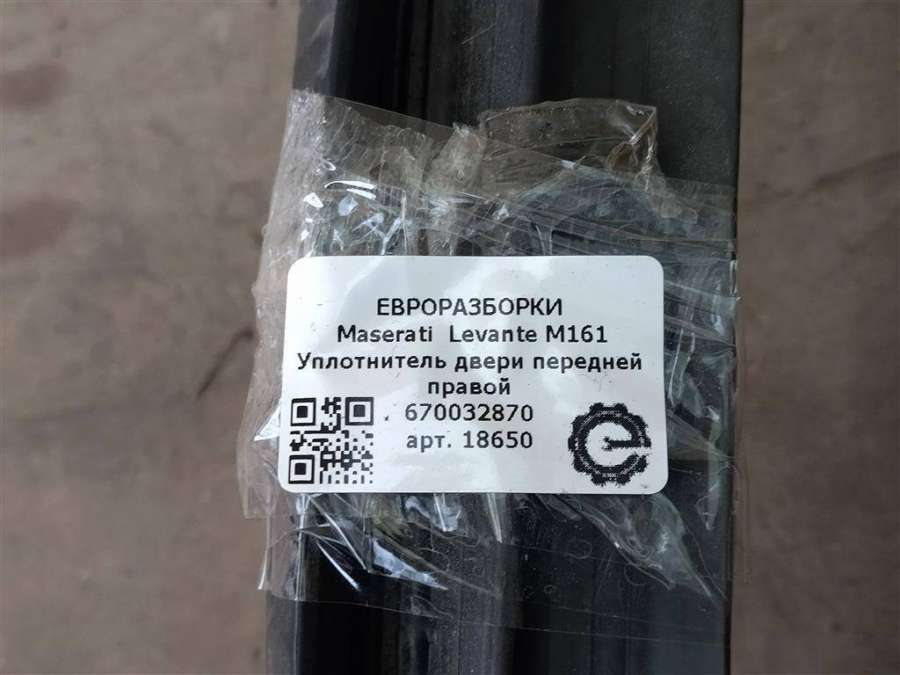 ЕВРОРАЗБОРКИ
Maserati Levante M161
Уплотнитель двери передней
правой
. 670032870
арт. 18650